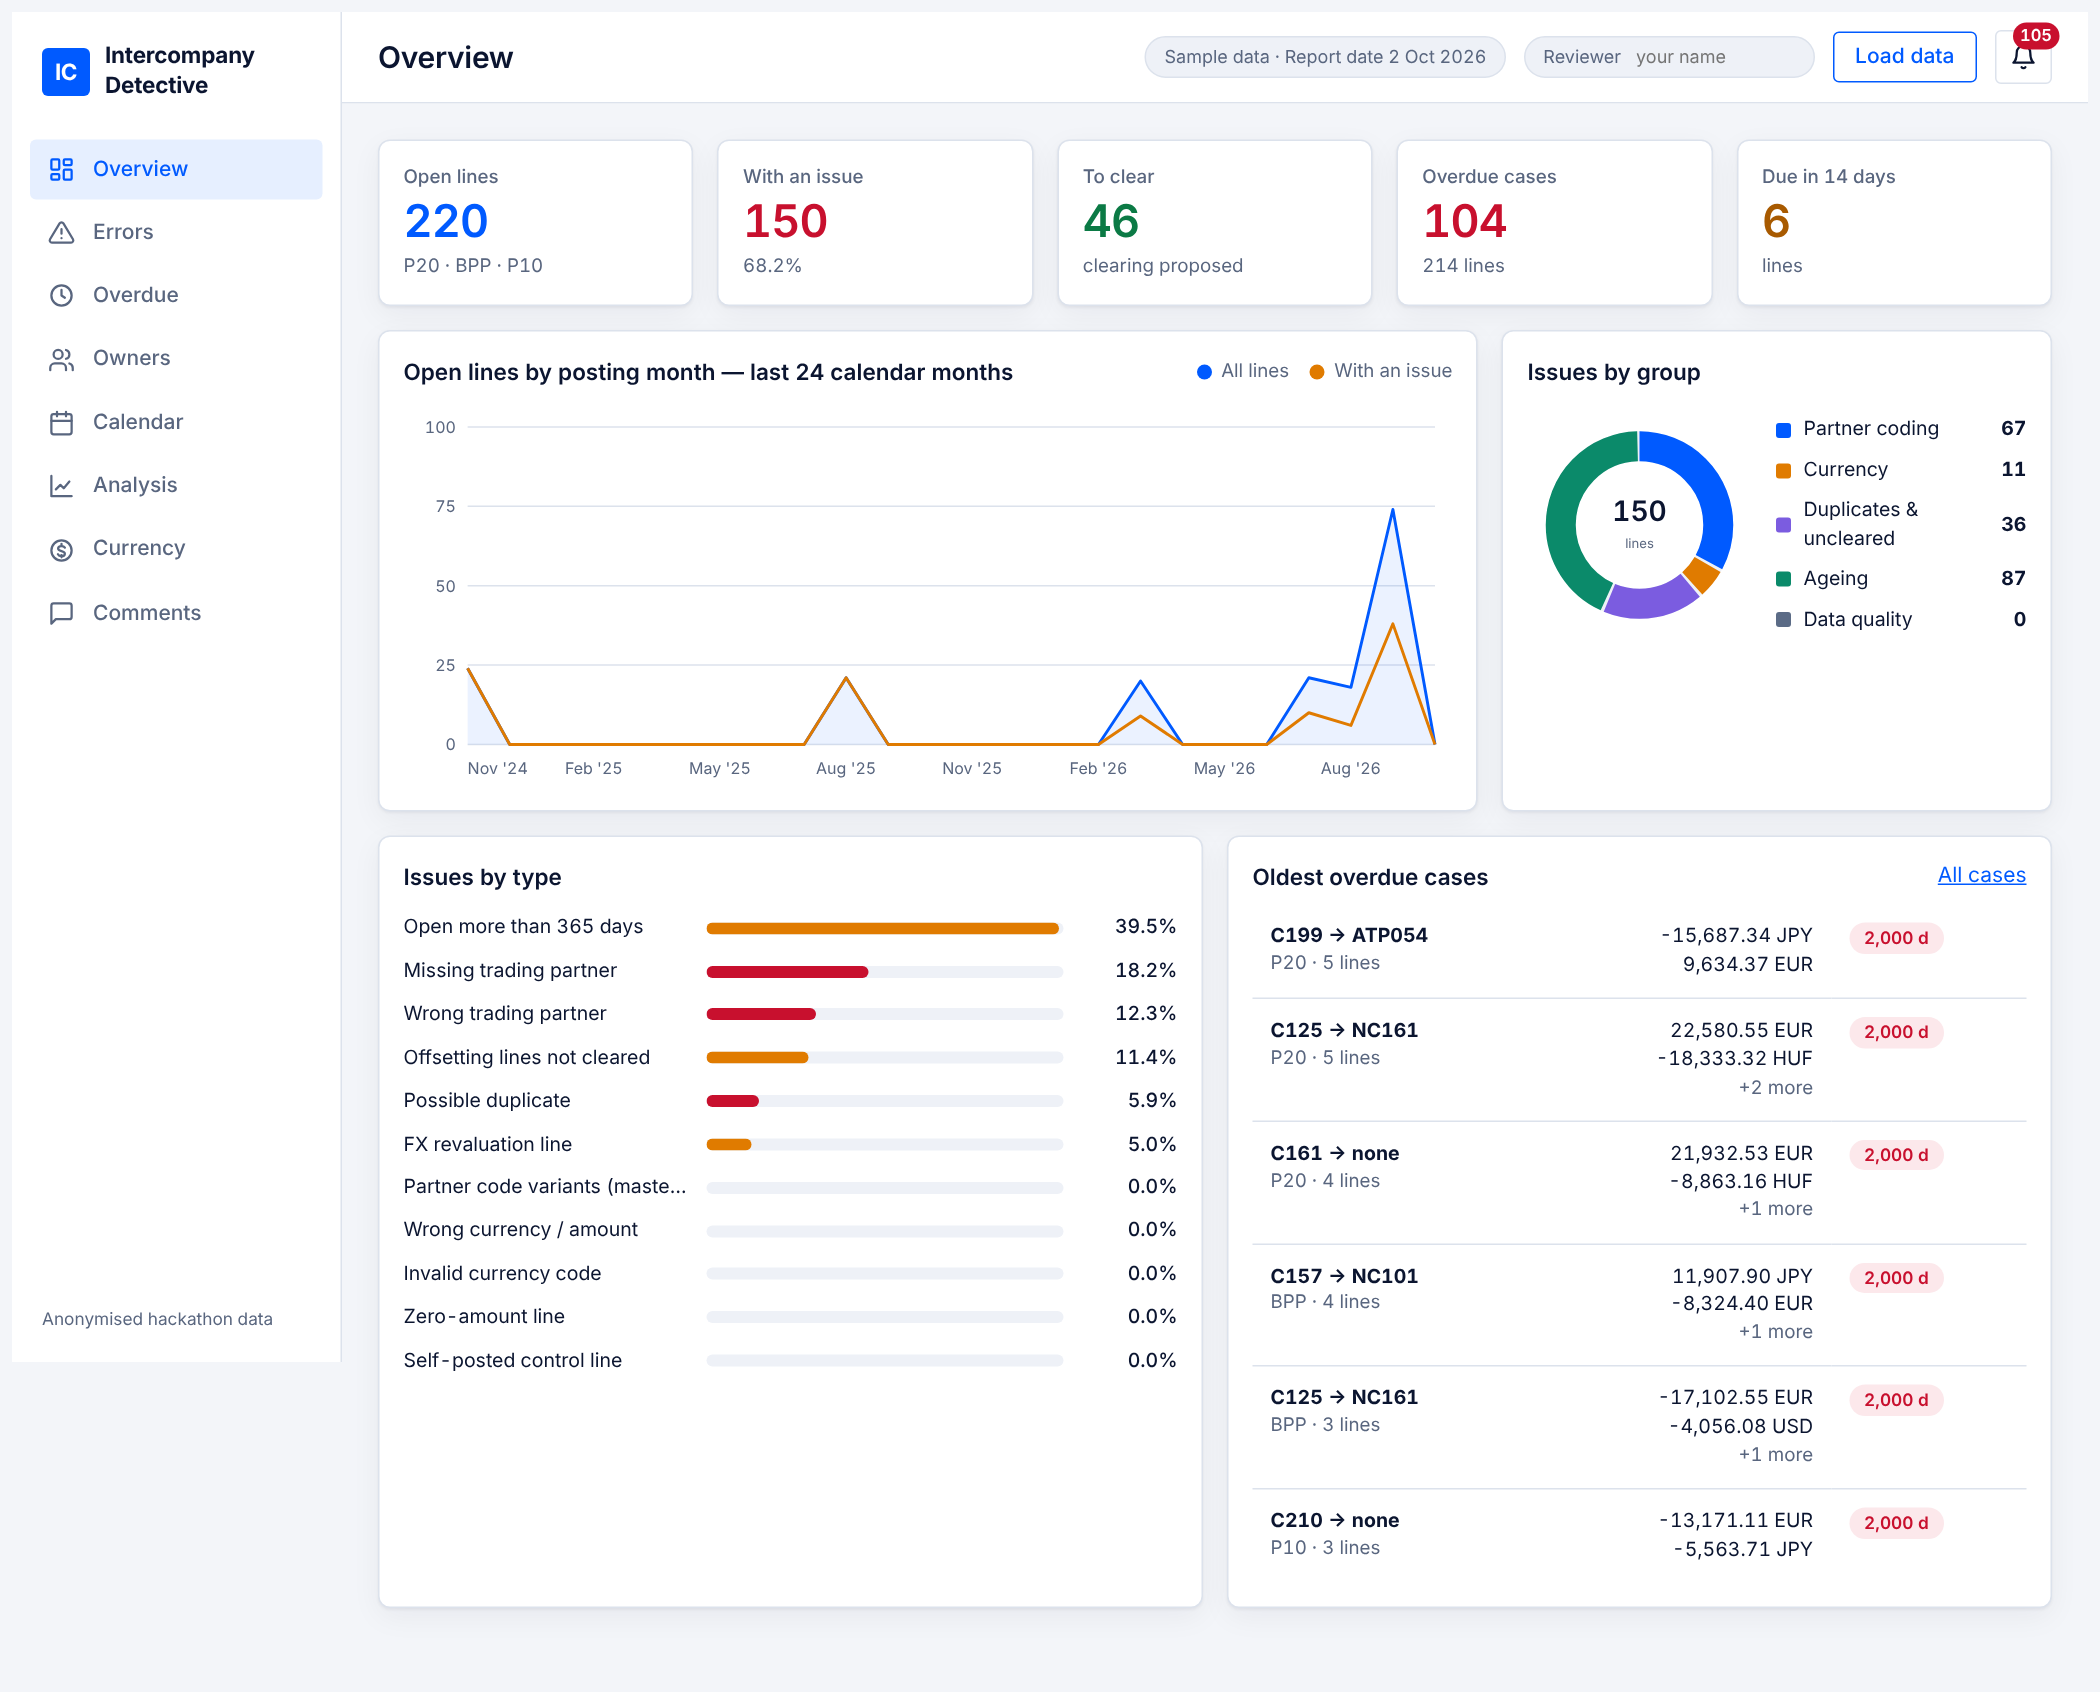 IC
Intercompany
Detective
Overview
Errors
Overdue
Owners
Calendar
Analysis
Currency
Comments
Anonymised hackathon data
Overview
Sample data · Report date 2 Oct 2026
Reviewer your name
Load data
105
Open lines
220
P20 · BPP · P10
With an issue
150
68.2%
To clear
46
clearing proposed
Overdue cases
104
214 lines
Due in 14 days
6
lines
Open lines by posting month — last 24 calendar months
All lines
With an issue
100
75
50
25
0
Nov '24
Feb '25
May '25
Aug '25
Nov '25
Feb '26
May '26
Aug '26
Issues by group
150
lines
Partner coding 67
Currency 11
Duplicates &
uncleared 36
Ageing 87
Data quality 0
Issues by type
Open more than 365 days 39.5%
Missing trading partner 18.2%
Wrong trading partner 12.3%
Offsetting lines not cleared 11.4%
Possible duplicate 5.9%
FX revaluation line 5.0%
Partner code variants (maste... 0.0%
Wrong currency / amount 0.0%
Invalid currency code 0.0%
Zero-amount line 0.0%
Self-posted control line 0.0%
Oldest overdue cases
All cases
C199 → ATP054 -15,687.34 JPY 2,000 d
P20 · 5 lines 9,634.37 EUR
C125 → NC161 22,580.55 EUR 2,000 d
P20 · 5 lines -18,333.32 HUF
+2 more
C161 → none 21,932.53 EUR 2,000 d
P20 · 4 lines -8,863.16 HUF
+1 more
C157 → NC101 11,907.90 JPY 2,000 d
BPP · 4 lines -8,324.40 EUR
+1 more
C125 → NC161 -17,102.55 EUR 2,000 d
BPP · 3 lines -4,056.08 USD
+1 more
C210 → none -13,171.11 EUR 2,000 d
P10 · 3 lines -5,563.71 JPY